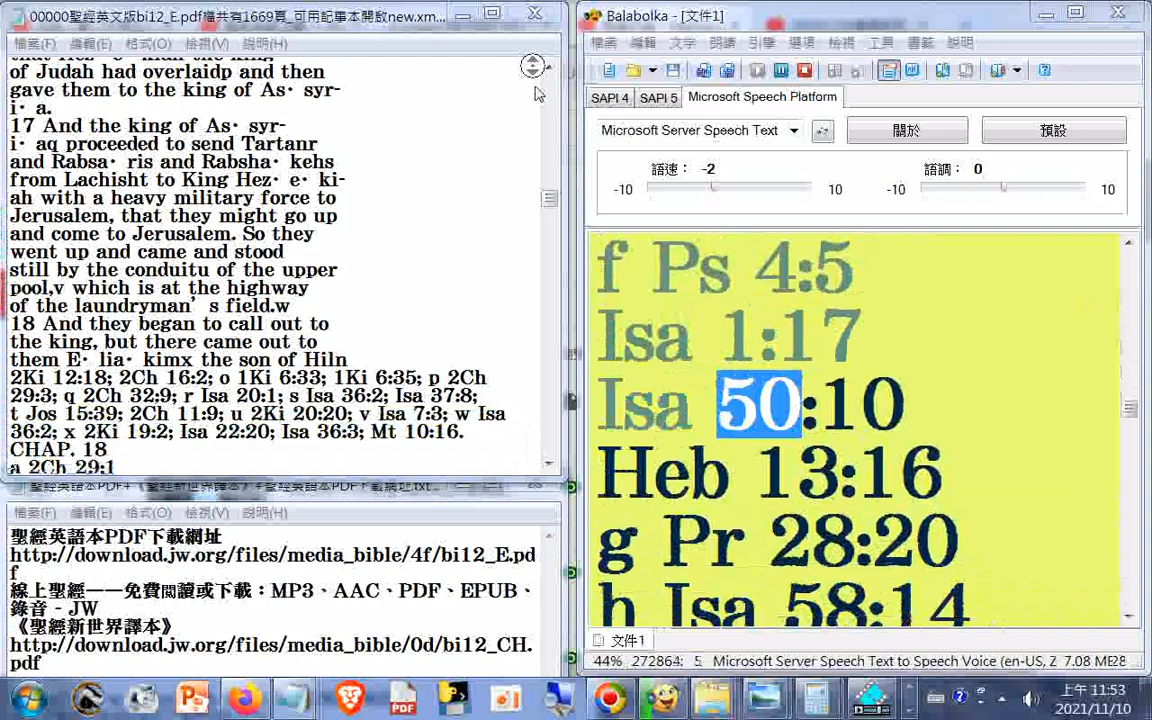 00000聖經英文版bi12_E.pdf檔共有1669頁_可用記事本開啟new.xm...
檔案(F) 編輯(E) 格式(O) 檢視(V) 說明(H)
of Judah had overlaidp and then
gave them to the king of As· syr-
i· a.
17 And the king of As· syr-
i· aq proceeded to send Tartanr
and Rabsa· ris and Rabsha· kehs
from Lachisht to King Hez· e· ki-
ah with a heavy military force to
Jerusalem, that they might go up
and come to Jerusalem. So they
went up and came and stood
still by the conduitu of the upper
pool,v which is at the highway
of the laundryman’s field.w
18 And they began to call out to
the king, but there came out to
them E· lia· kimx the son of Hiln
2Ki 12:18; 2Ch 16:2; o 1Ki 6:33; 1Ki 6:35; p 2Ch
29:3; q 2Ch 32:9; r Isa 20:1; s Isa 36:2; Isa 37:8;
t Jos 15:39; 2Ch 11:9; u 2Ki 20:20; v Isa 7:3; w Isa
36:2; x 2Ki 19:2; Isa 22:20; Isa 36:3; Mt 10:16.
CHAP. 18
a 2Ch 29:1
檔案(F) 編輯(E) 格式(O) 檢視(V) 說明(H)
聖經英語本PDF下載網址
http://download.jw.org/files/media_bible/4f/bi12_E.pd
f
線上聖經——免費閱讀或下載：MP3、AAC、PDF、EPUB、
錄音 - JW
《聖經新世界譯本》
http://download.jw.org/files/media_bible/0d/bi12_CH.
pdf
Balabolka - [文件1]
檔案 編輯 文字 朗讀 引擎 選項 檢視 工具 書籤 說明
SAPI 4 SAPI 5 Microsoft Speech Platform
Microsoft Server Speech Text 關於 預設
語速： -2 語調： 0
-10 10 -10 10
f Ps 4:5
Isa 1:17
Isa 50:10
Heb 13:16
g Pr 28:20
h Isa 58:14
文件1
44% 272864: 5 Microsoft Server Speech Text to Speech Voice (en-US, Z 7.08 ME28
PDF
上午 11:53
2021/11/10